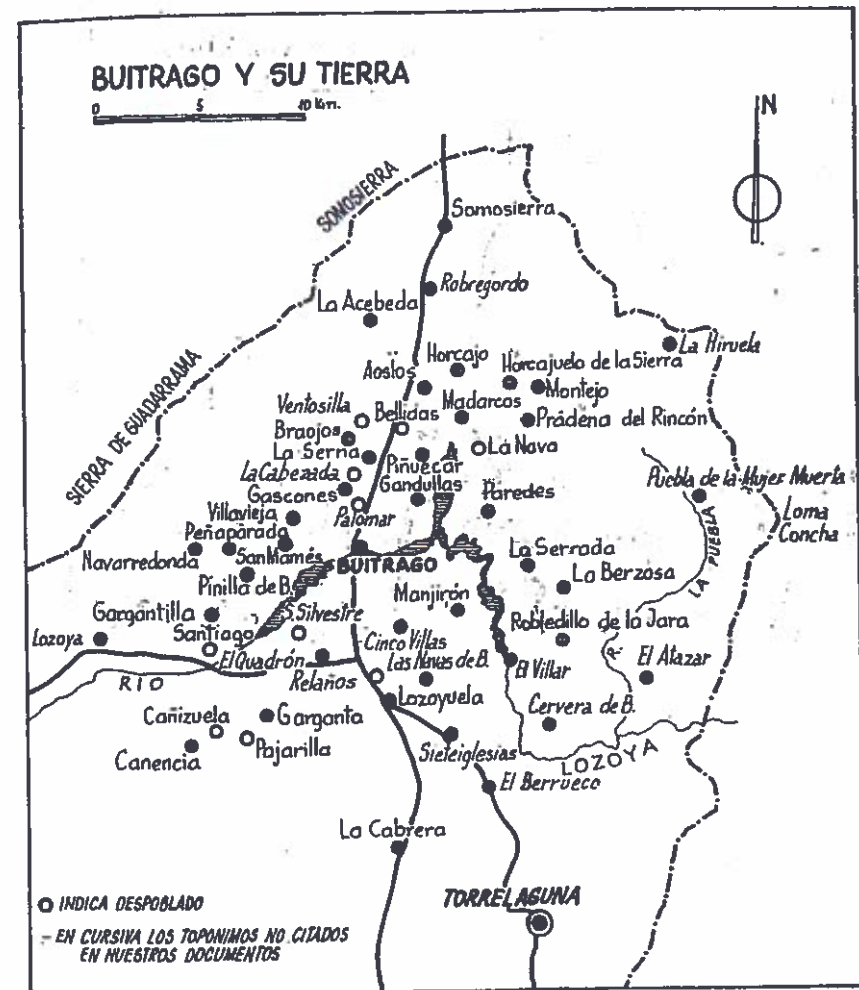 BUITRAGO Y SU TIERRA
0 5 10 Km.
N
SOMOSIERRA
Somosierra
Robregordo
La Acebeda
SIERRA DE GUADARRAMA
La Hiruela
Horcajo
Horcajuelo de la Sierra
Aoslos
Montejo
Ventosilla
Bellidas
Madarcos
Prádena del Rincón
Braojos
La Serna
La Nava
La Cabezada
Piñuecar
Gandullas
Gascones
Paredes
Puebla de la Mujer Muerta
Villavieja
Palomar
Loma
Concha
Peñaparada
Navarredonda
San Mamés
BUITRAGO
La Serrada
LA PUEBLA
Pinilla de B.
La Berzosa
Manjirón
Gargantilla
S. Silvestre
Robledillo de la Jara
Lozoya
Santiago
Cinco Villas
R.
El Quadrón
Las Navas de B.
El Villar
El Atazar
RIO
Relaños
Lozoyuela
Cañizuela
Garganta
Cervera de B.
Canencia
Pajarilla
Sieteiglesias
LOZOYA
El Berrueco
La Cabrera
TORRELAGUNA
INDICA DESPOBLADO
- EN CURSIVA LOS TOPONIMOS NO CITADOS
EN NUESTROS DOCUMENTOS